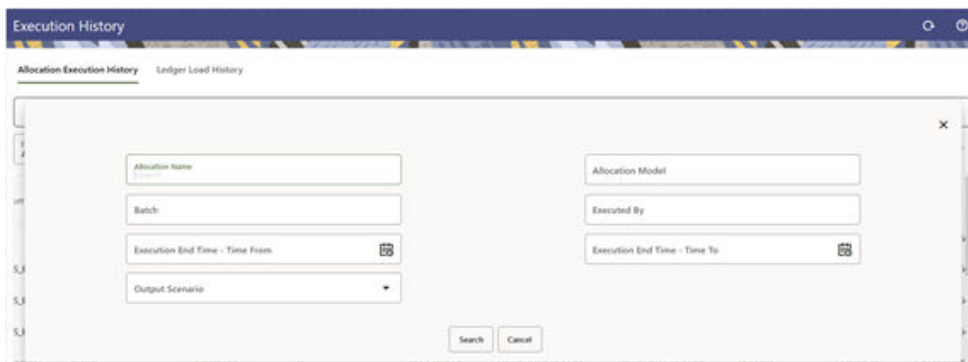 Execution History
Allocation Execution History Ledger Load History
Allocation Name
Search
Allocation Model
Batch
Executed By
Execution End Time - Time From
Execution End Time - Time To
Output Scenario
Search Cancel